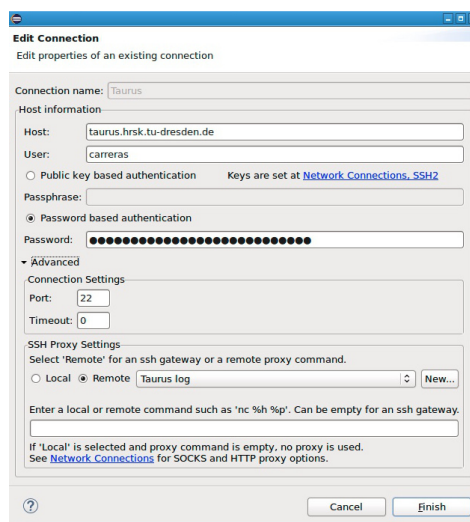 Edit Connection
Edit properties of an existing connection
Connection name: Taurus
Host information
Host: taurus.hrsk.tu-dresden.de
User: carreras
Public key based authentication Keys are set at Network Connections, SSH2
Passphrase:
Password based authentication
Password: ●●●●●●●●●●●●●●●●●●●●●●●●●●●
Advanced
Connection Settings
Port: 22
Timeout: 0
SSH Proxy Settings
Select 'Remote' for an ssh gateway or a remote proxy command.
Local Remote Taurus log New...
Enter a local or remote command such as 'nc %h %p'. Can be empty for an ssh gateway.
If 'Local' is selected and proxy command is empty, no proxy is used.
See Network Connections for SOCKS and HTTP proxy options.
? Cancel Finish